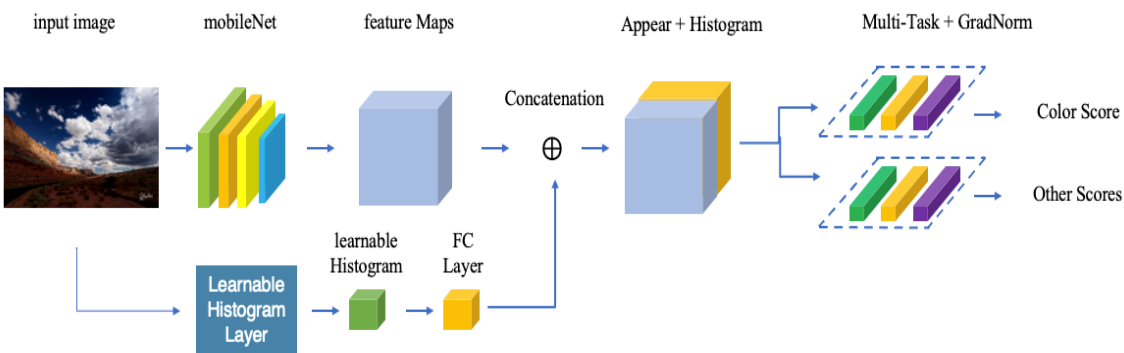 input image
mobileNet
feature Maps
Appear + Histogram
Multi-Task + GradNorm
Concatenation
Color Score
Other Scores
learnable
Histogram
FC
Layer
Learnable
Histogram
Layer